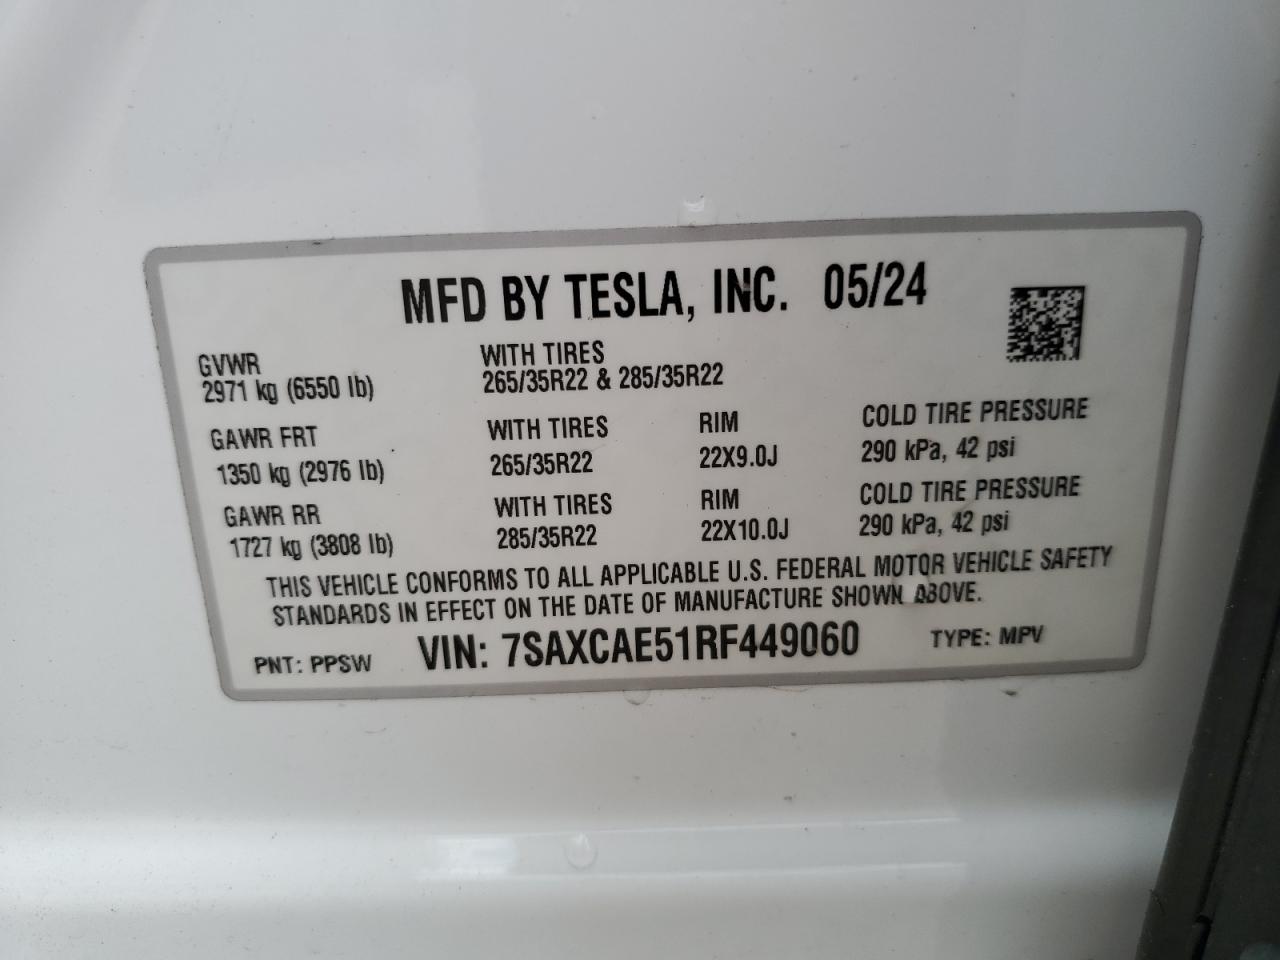 MFD BY TESLA, INC. 05/24
GVWR WITH TIRES
2971 kg (6550 lb) 265/35R22 & 285/35R22
GAWR FRT WITH TIRES RIM COLD TIRE PRESSURE
1350 kg (2976 lb) 265/35R22 22X9.0J 290 kPa, 42 psi
GAWR RR WITH TIRES RIM COLD TIRE PRESSURE
1727 kg (3808 lb) 285/35R22 22X10.0J 290 kPa, 42 psi
THIS VEHICLE CONFORMS TO ALL APPLICABLE U.S. FEDERAL MOTOR VEHICLE SAFETY
STANDARDS IN EFFECT ON THE DATE OF MANUFACTURE SHOWN ABOVE.
PNT: PPSW VIN: 7SAXCAE51RF449060 TYPE: MPV